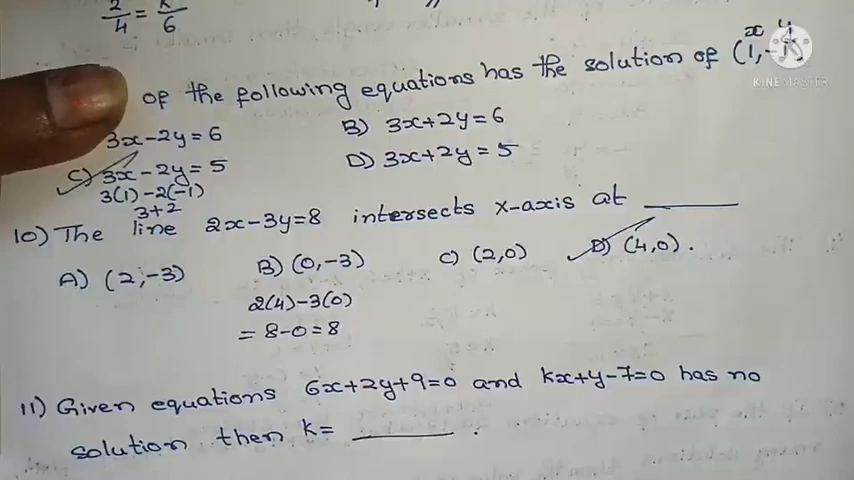 2/4 = k/6
x y
of the following equations has the solution of (1,-1)
KINEMASTER
3x-2y=6 B) 3x+2y=6
C) 3x-2y=5 D) 3x+2y=5
3(1)-2(-1)
3+2
10) The line 2x-3y=8 intersects x-axis at ____
A) (2,-3) B) (0,-3) C) (2,0) D) (4,0).
2(4)-3(0)
= 8-0=8
11) Given equations 6x+2y+9=0 and kx+y-7=0 has no
solution then k= ____.